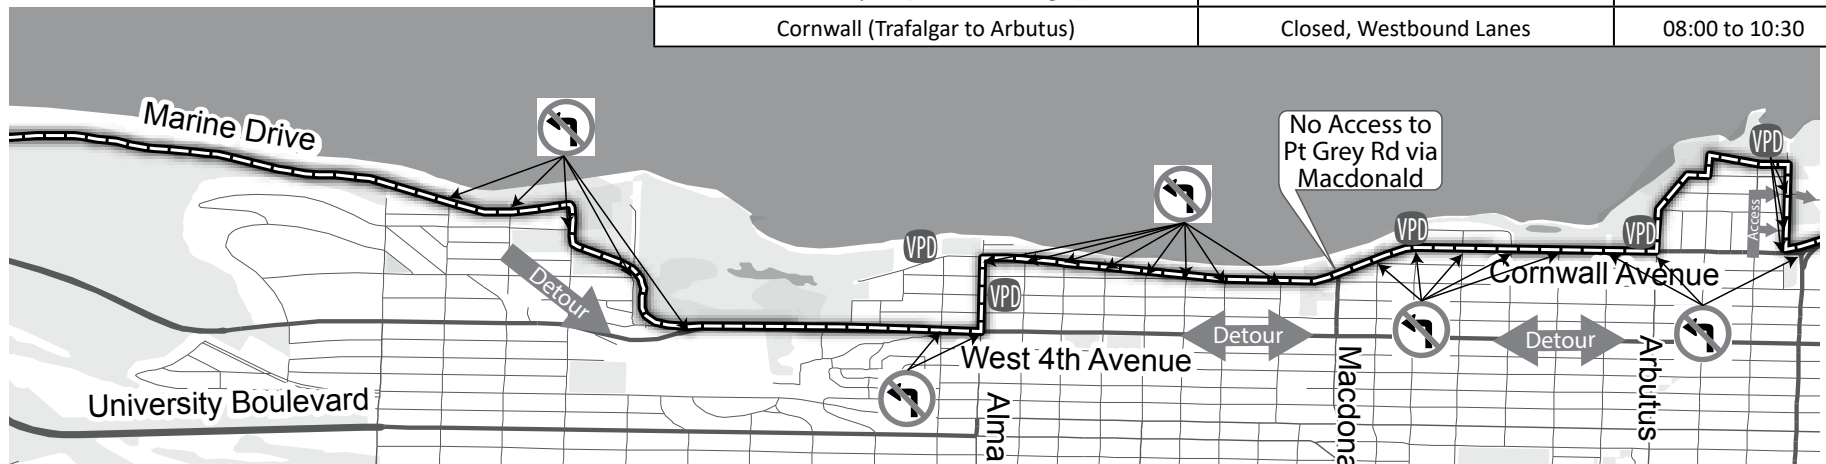 Cornwall (Trafalgar to Arbutus) Closed, Westbound Lanes 08:00 to 10:30
Marine Drive
No Access to
Pt Grey Rd via
Macdonald
VPD
VPD
VPD
VPD
VPD
Access
Detour
Cornwall Avenue
Detour
Detour
West 4th Avenue
University Boulevard
Alma
Macdona
Arbutus